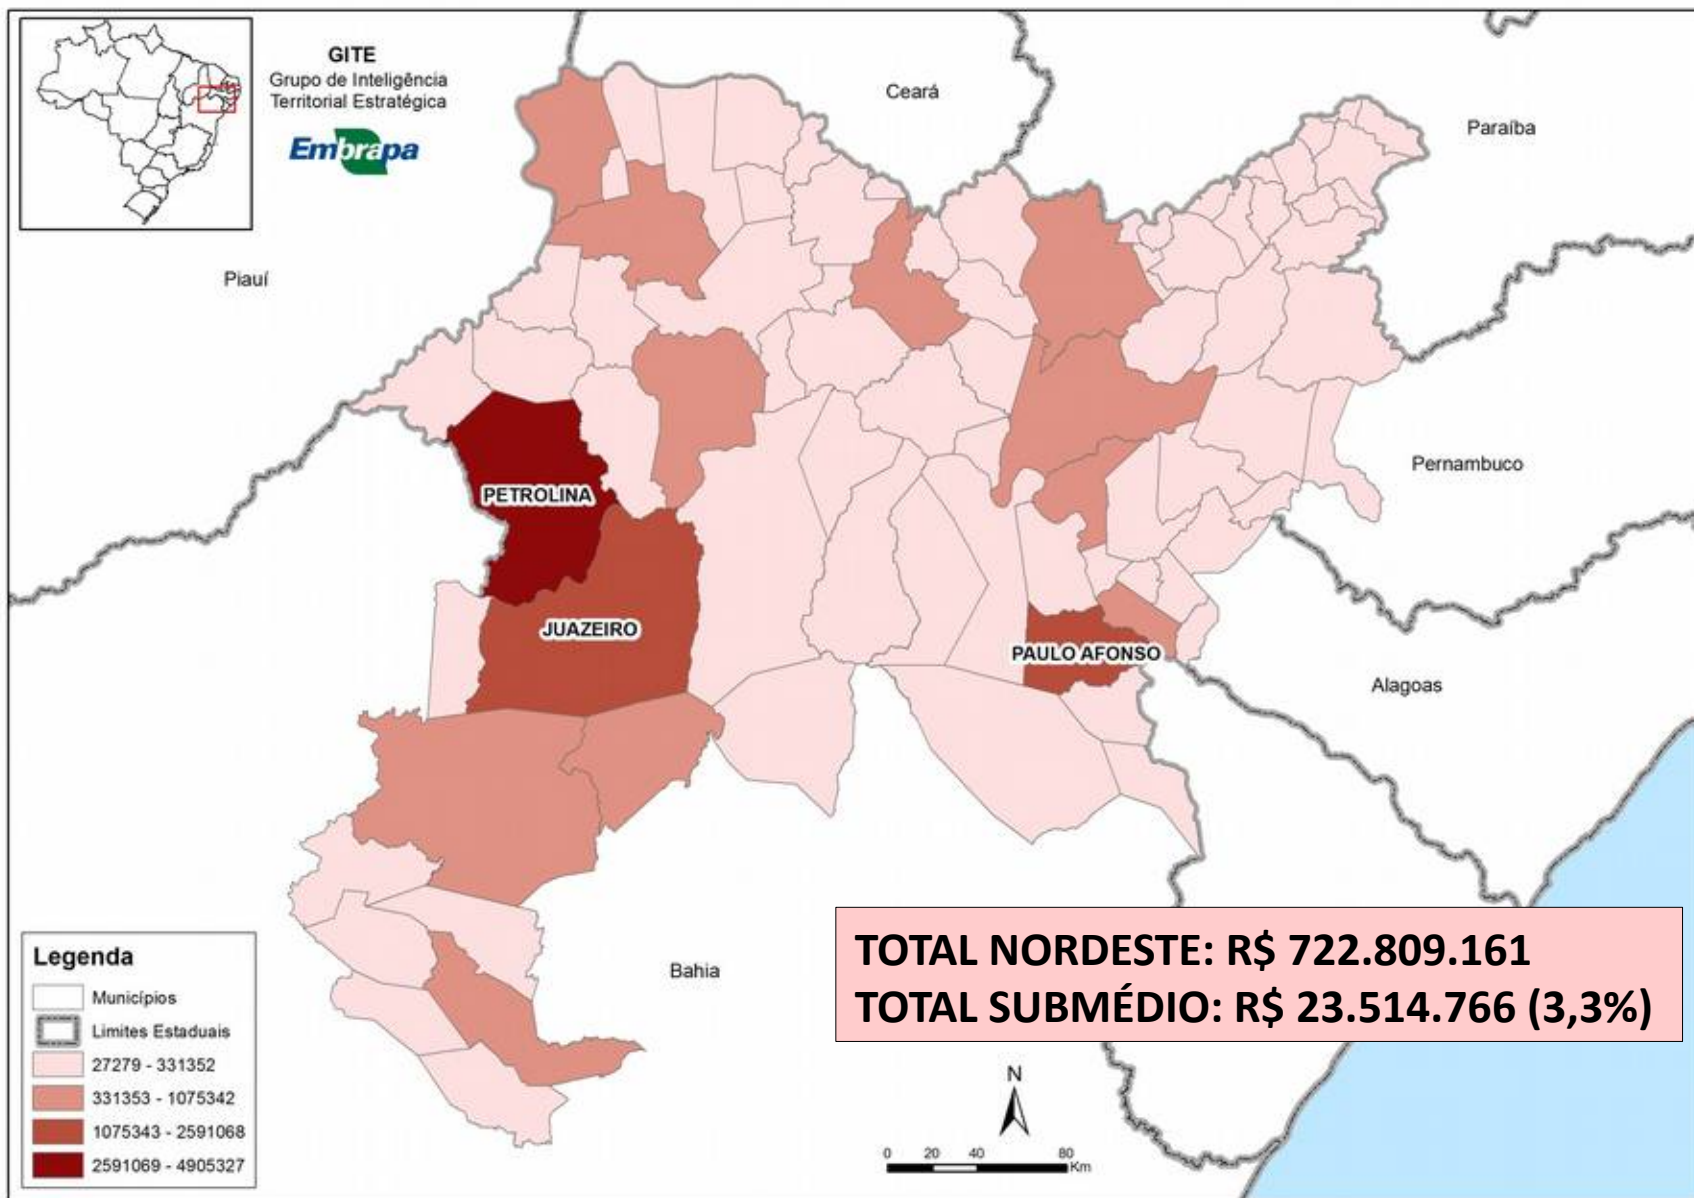 GITE
Grupo de Inteligência
Territorial Estratégica
Embrapa
Ceará
Paraíba
Piauí
Pernambuco
PETROLINA
JUAZEIRO
PAULO AFONSO
Alagoas
Bahia
TOTAL NORDESTE: R$ 722.809.161
TOTAL SUBMÉDIO: R$ 23.514.766 (3,3%)
Legenda
Municípios
Limites Estaduais
27279 - 331352
331353 - 1075342
1075343 - 2591068
2591069 - 4905327
N
0 20 40 80
Km